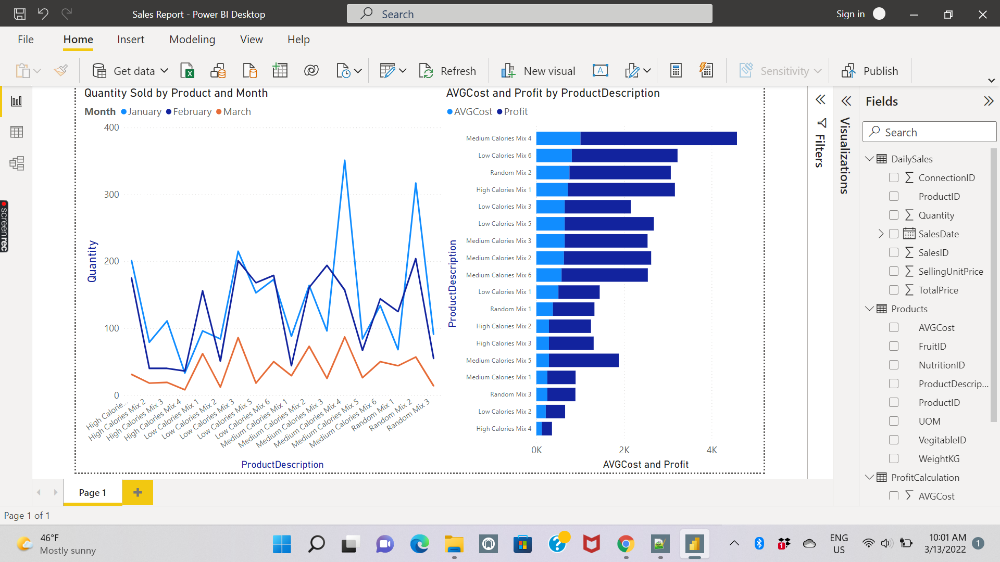 Sales Report - Power BI Desktop
Search
Sign in
File
Home
Insert
Modeling
View
Help
Get data
Refresh
New visual
Sensitivity
Publish
Quantity Sold by Product and Month
Month January February March
400
300
200
100
0
Quantity
High Calorie...
High Calories Mix 2
High Calories Mix 3
High Calories Mix 4
Low Calories Mix 1
Low Calories Mix 2
Low Calories Mix 3
Low Calories Mix 5
Low Calories Mix 6
Medium Calories Mix 1
Medium Calories Mix 2
Medium Calories Mix 3
Medium Calories Mix 4
Medium Calories Mix 5
Medium Calories Mix 6
Random Mix 1
Random Mix 2
Random Mix 3
ProductDescription
AVGCost and Profit by ProductDescription
AVGCost Profit
ProductDescription
Medium Calories Mix 4
Low Calories Mix 6
Random Mix 2
High Calories Mix 1
Low Calories Mix 3
Low Calories Mix 5
Medium Calories Mix 3
Medium Calories Mix 2
Medium Calories Mix 6
Low Calories Mix 1
Random Mix 1
High Calories Mix 2
High Calories Mix 3
Medium Calories Mix 5
Medium Calories Mix 1
Random Mix 3
Low Calories Mix 2
High Calories Mix 4
0K
2K
4K
AVGCost and Profit
Filters
Visualizations
Fields
Search
DailySales
ConnectionID
ProductID
Quantity
SalesDate
SalesID
SellingUnitPrice
TotalPrice
Products
AVGCost
FruitID
NutritionID
ProductDescrip...
ProductID
UOM
VegitableID
WeightKG
ProfitCalculation
AVGCost
screenrec
Page 1
Page 1 of 1
46°F
Mostly sunny
1
ENG
US
10:01 AM
3/13/2022
1